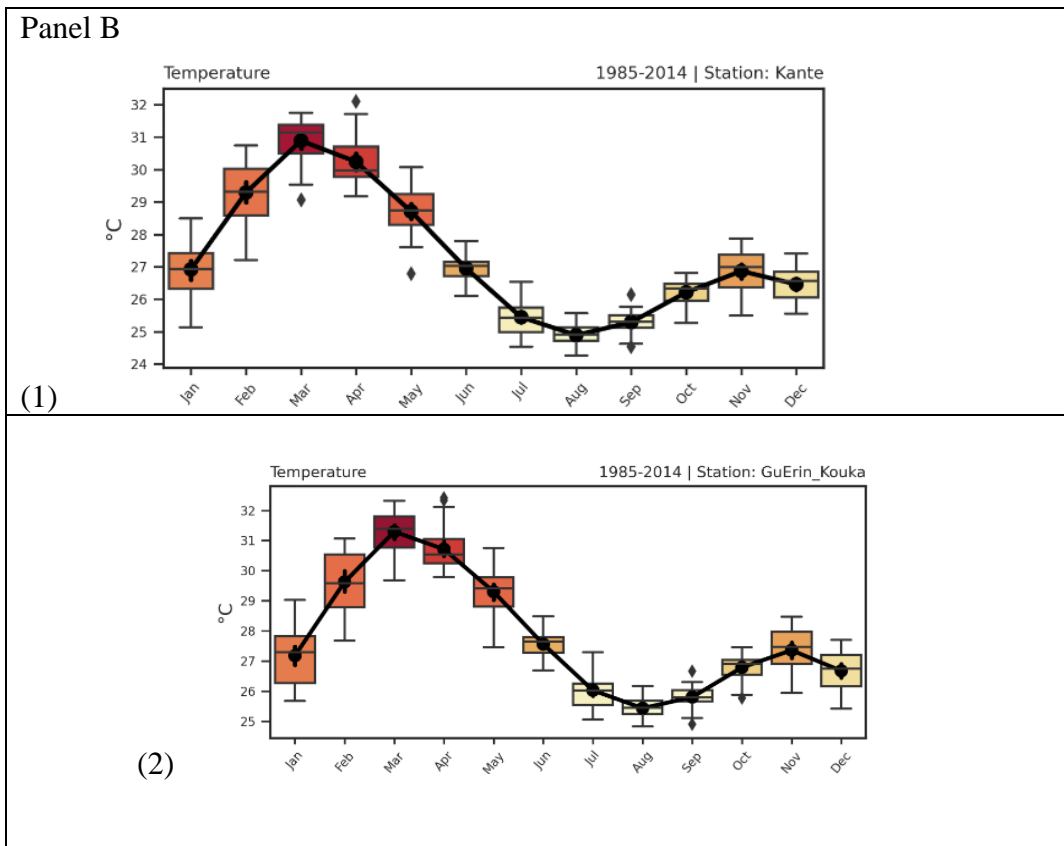 Panel B
Temperature 1985-2014 | Station: Kante
°C
32
31
30
29
28
27
26
25
24
Jan Feb Mar Apr May Jun Jul Aug Sep Oct Nov Dec
(1)
Temperature 1985-2014 | Station: GuErin_Kouka
°C
32
31
30
29
28
27
26
25
Jan Feb Mar Apr May Jun Jul Aug Sep Oct Nov Dec
(2)